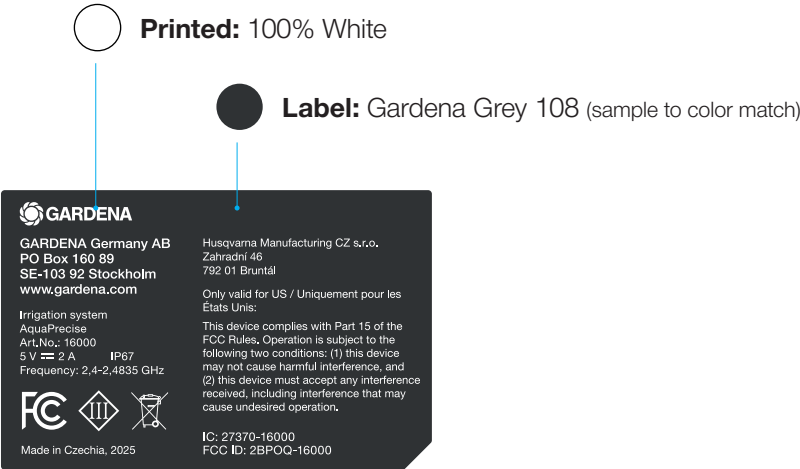 Printed: 100% White
Label: Gardena Grey 108 (sample to color match)
GARDENA
GARDENA Germany AB
PO Box 160 89
SE-103 92 Stockholm
www.gardena.com
Irrigation system
AquaPrecise
Art.No.: 16000
5 V ⎓ 2 A IP67
Frequency: 2,4-2,4835 GHz
FC
III
Made in Czechia, 2025
Husqvarna Manufacturing CZ s.r.o.
Zahradní 46
792 01 Bruntál
Only valid for US / Uniquement pour les
États Unis:
This device complies with Part 15 of the
FCC Rules. Operation is subject to the
following two conditions: (1) this device
may not cause harmful interference, and
(2) this device must accept any interference
received, including interference that may
cause undesired operation.
IC: 27370-16000
FCC ID: 2BPOQ-16000